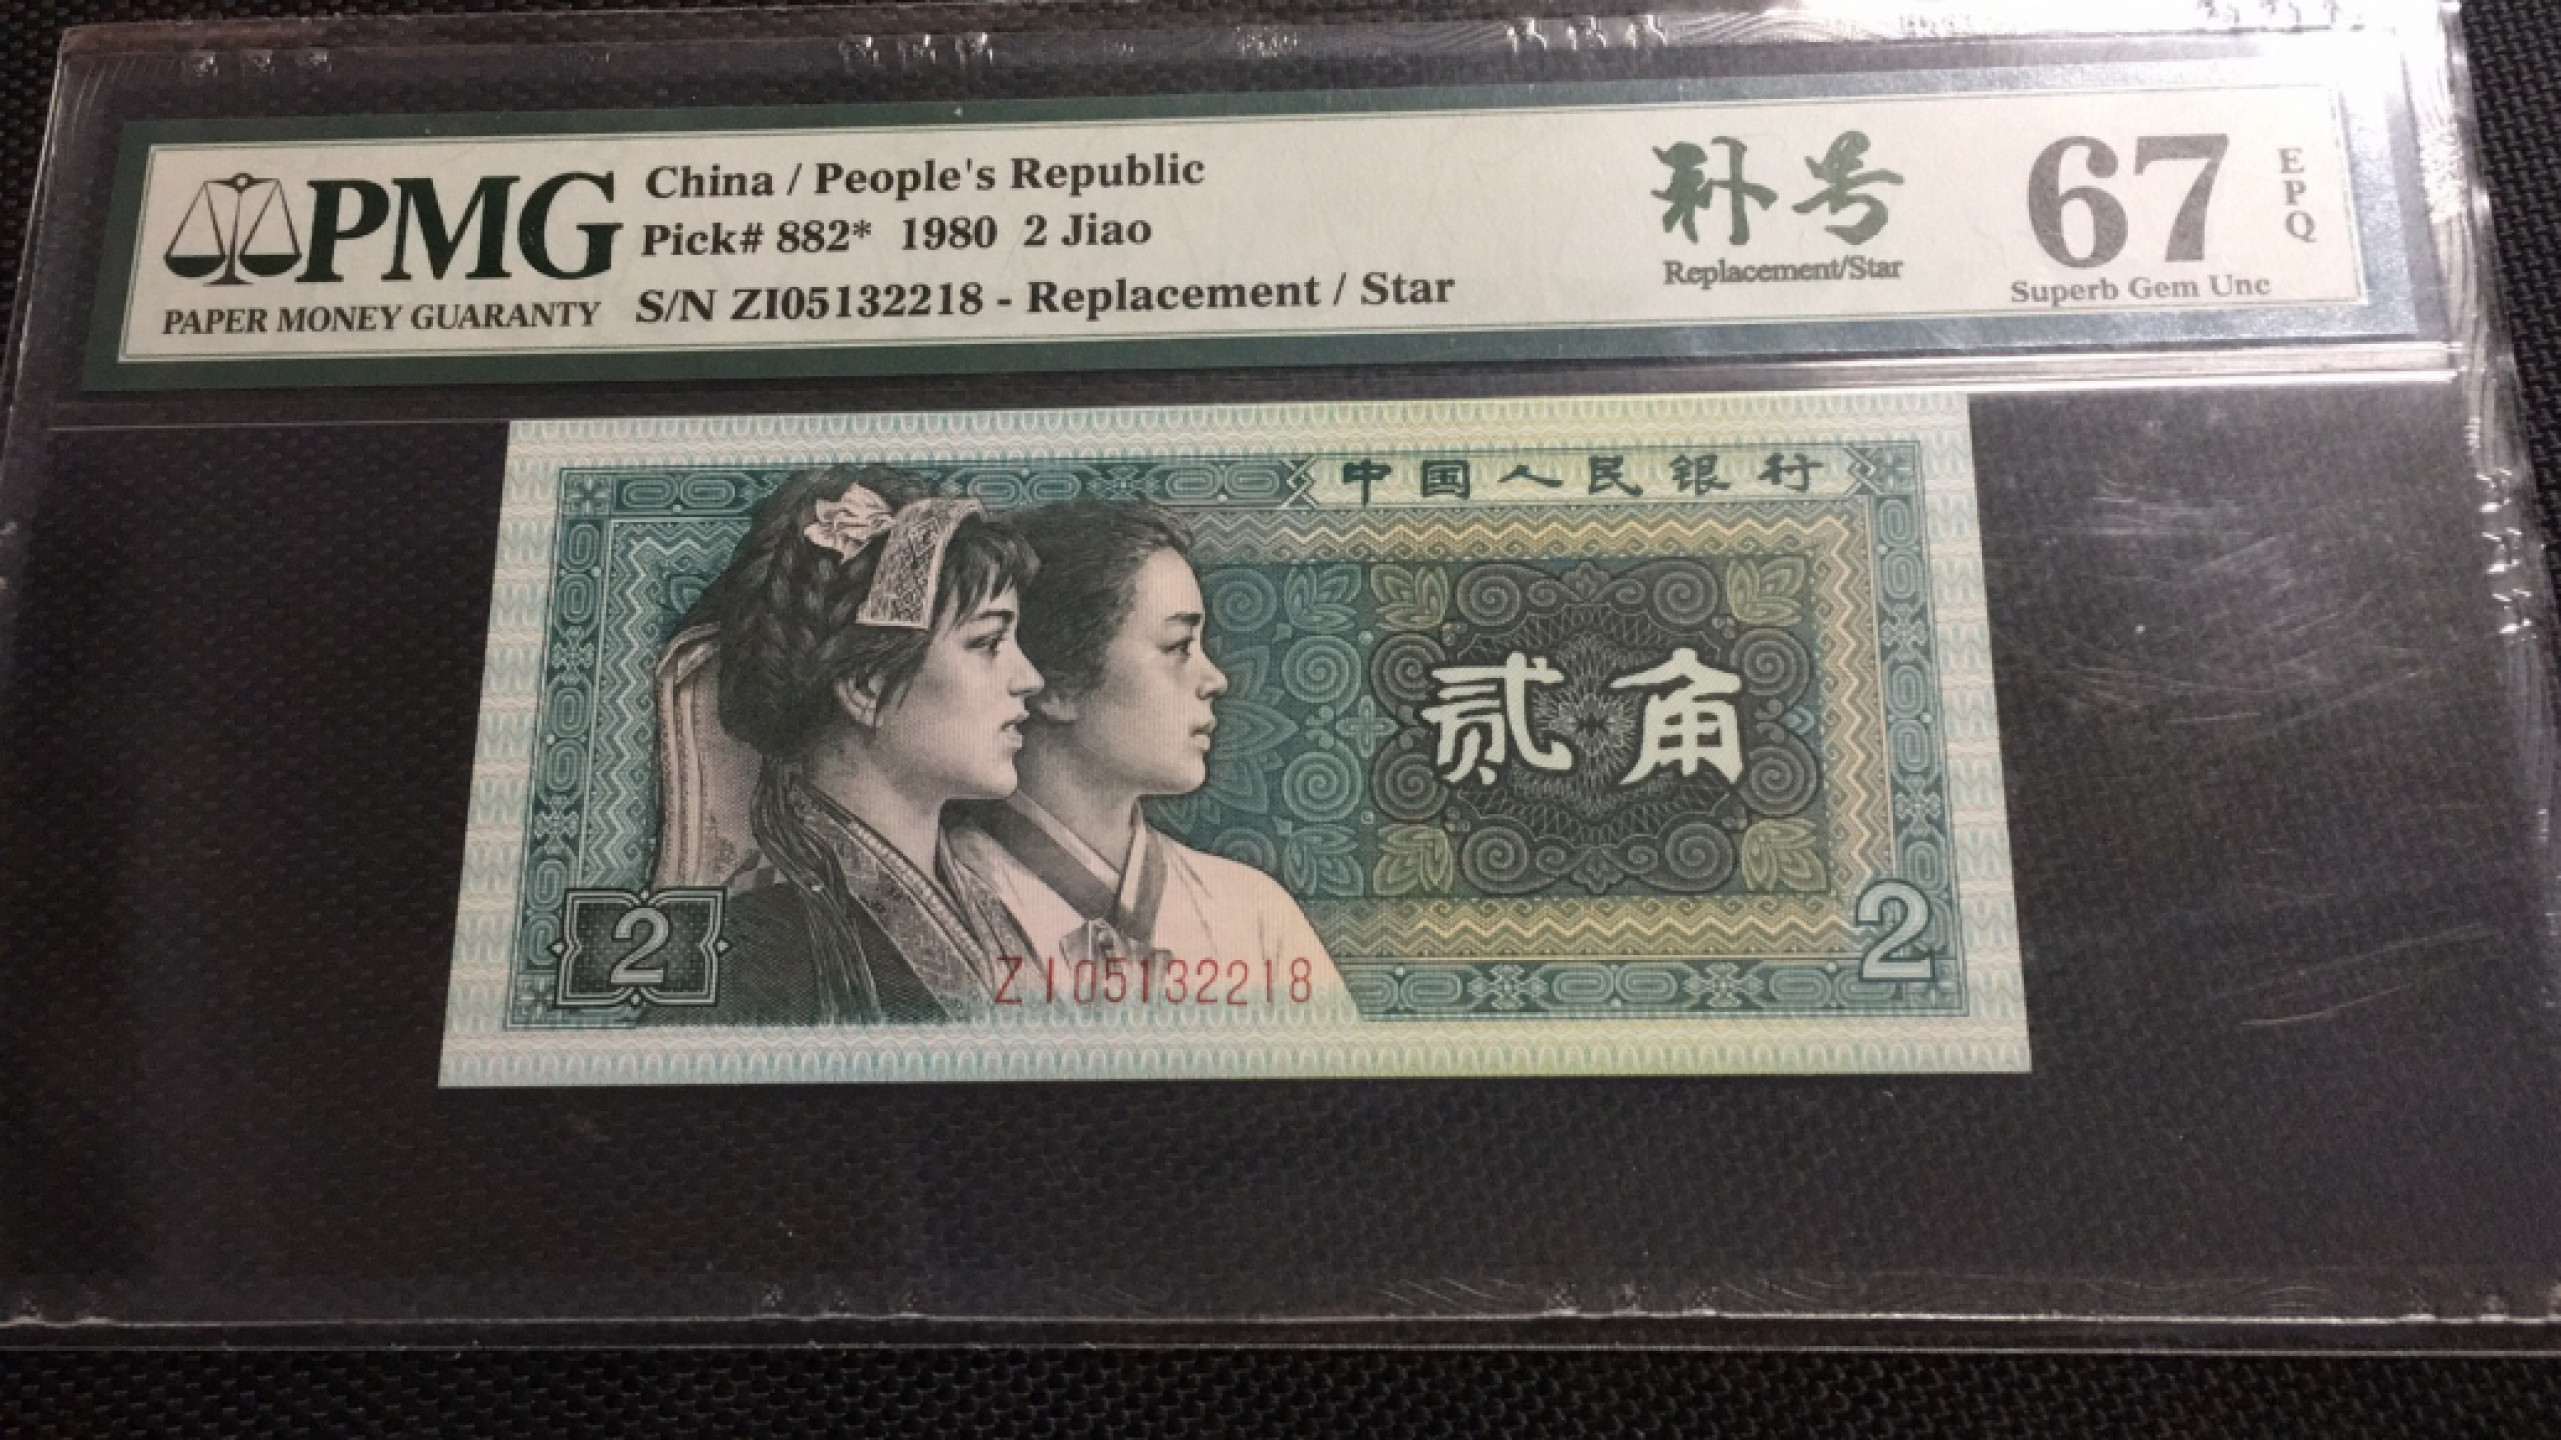 PMG
PAPER MONEY GUARANTY
China / People's Republic
Pick# 882* 1980 2 Jiao
S/N ZI05132218 - Replacement / Star
补号
Replacement/Star
67
EPQ
Superb Gem Unc
中国人民银行
贰角
2
2
ZI05132218